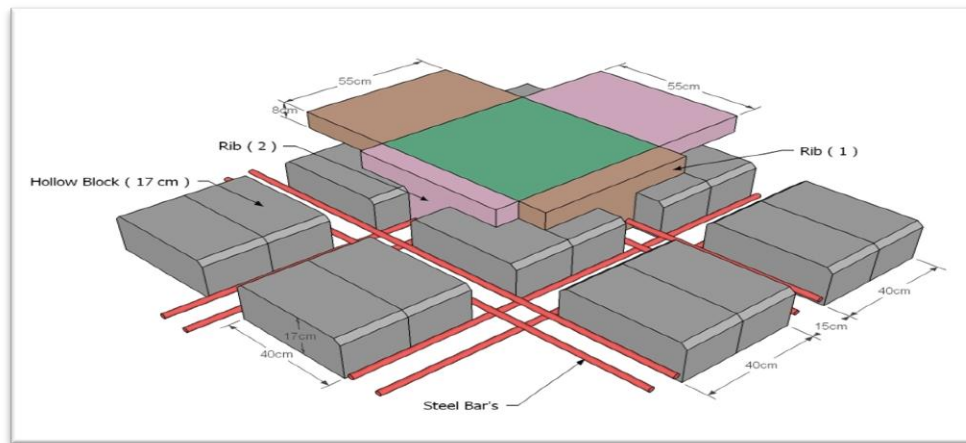 55cm
55cm
8cm
Rib ( 2 )
Rib ( 1 )
Hollow Block ( 17 cm )
17cm
40cm
40cm
15cm
40cm
Steel Bar's